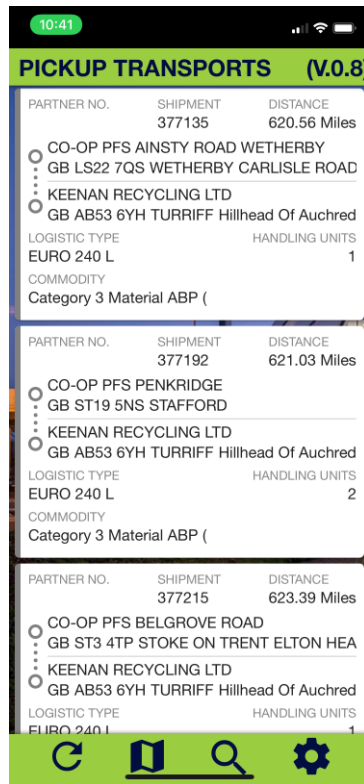 10:41
PICKUP TRANSPORTS (V.0.8)
PARTNER NO. SHIPMENT DISTANCE
377135 620.56 Miles
CO-OP PFS AINSTY ROAD WETHERBY
GB LS22 7QS WETHERBY CARLISLE ROAD
KEENAN RECYCLING LTD
GB AB53 6YH TURRIFF Hillhead Of Auchred
LOGISTIC TYPE HANDLING UNITS
EURO 240 L 1
COMMODITY
Category 3 Material ABP (
PARTNER NO. SHIPMENT DISTANCE
377192 621.03 Miles
CO-OP PFS PENKRIDGE
GB ST19 5NS STAFFORD
KEENAN RECYCLING LTD
GB AB53 6YH TURRIFF Hillhead Of Auchred
LOGISTIC TYPE HANDLING UNITS
EURO 240 L 2
COMMODITY
Category 3 Material ABP (
PARTNER NO. SHIPMENT DISTANCE
377215 623.39 Miles
CO-OP PFS BELGROVE ROAD
GB ST3 4TP STOKE ON TRENT ELTON HEA
KEENAN RECYCLING LTD
GB AB53 6YH TURRIFF Hillhead Of Auchred
LOGISTIC TYPE HANDLING UNITS
EURO 240 L 1